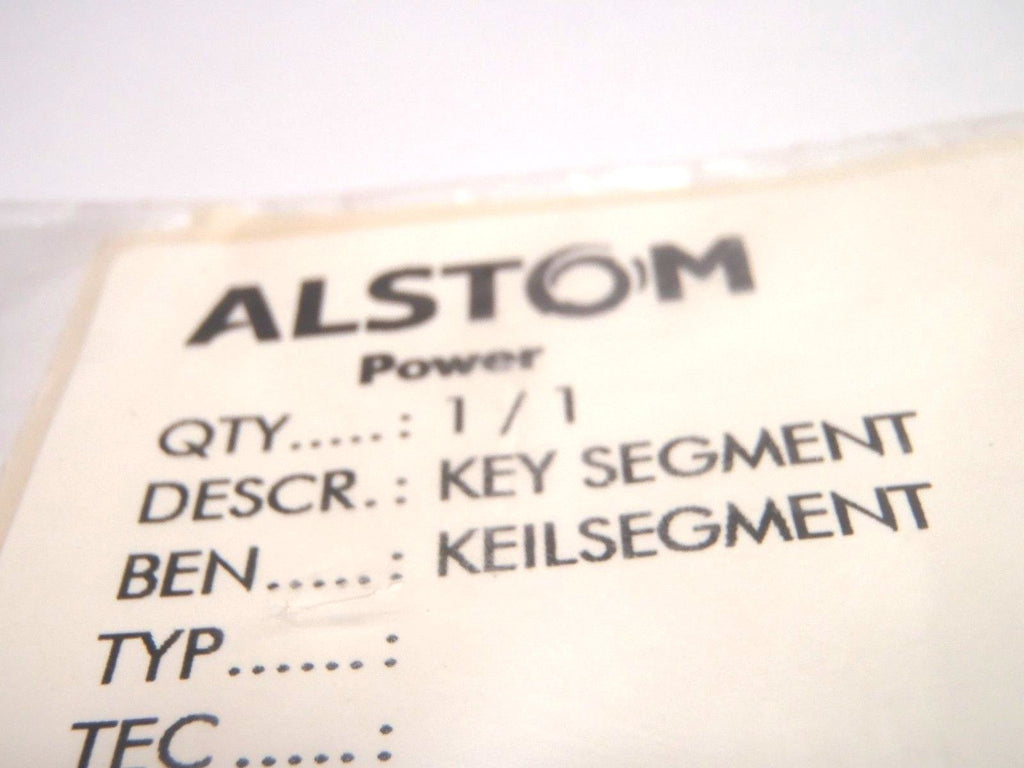 ALSTOM
Power
QTY.....: 1 / 1
DESCR.: KEY SEGMENT
BEN.....: KEILSEGMENT
TYP......:
TEC.....: